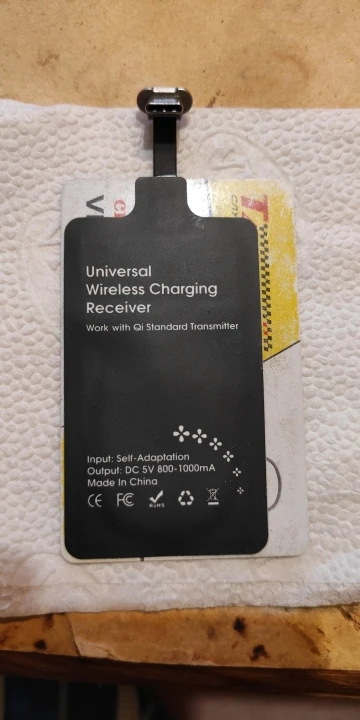 Universal
Wireless Charging
Receiver
Work with Qi Standard Transmitter
Input: Self-Adaptation
Output: DC 5V 800-1000mA
Made In China
CE FC RoHS